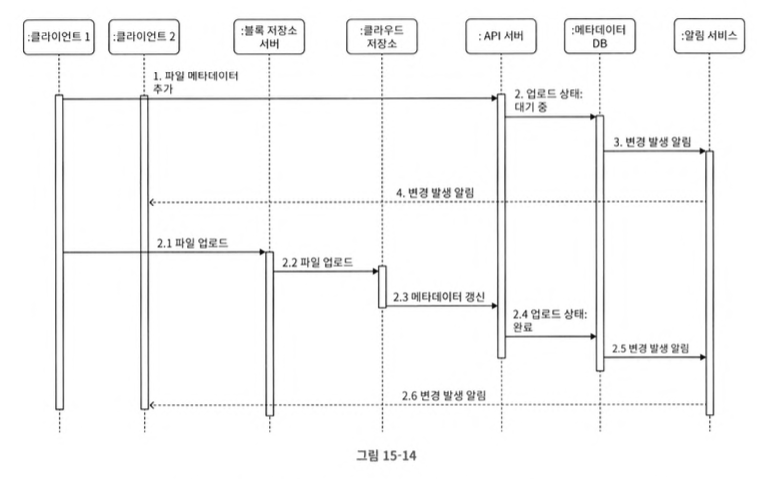 :클라이언트 1
:클라이언트 2
:블록 저장소
서버
:클라우드
저장소
: API 서버
:메타데이터
DB
:알림 서비스
1. 파일 메타데이터
추가
2. 업로드 상태:
대기 중
3. 변경 발생 알림
4. 변경 발생 알림
2.1 파일 업로드
2.2 파일 업로드
2.3 메타데이터 갱신
2.4 업로드 상태:
완료
2.5 변경 발생 알림
2.6 변경 발생 알림
그림 15-14